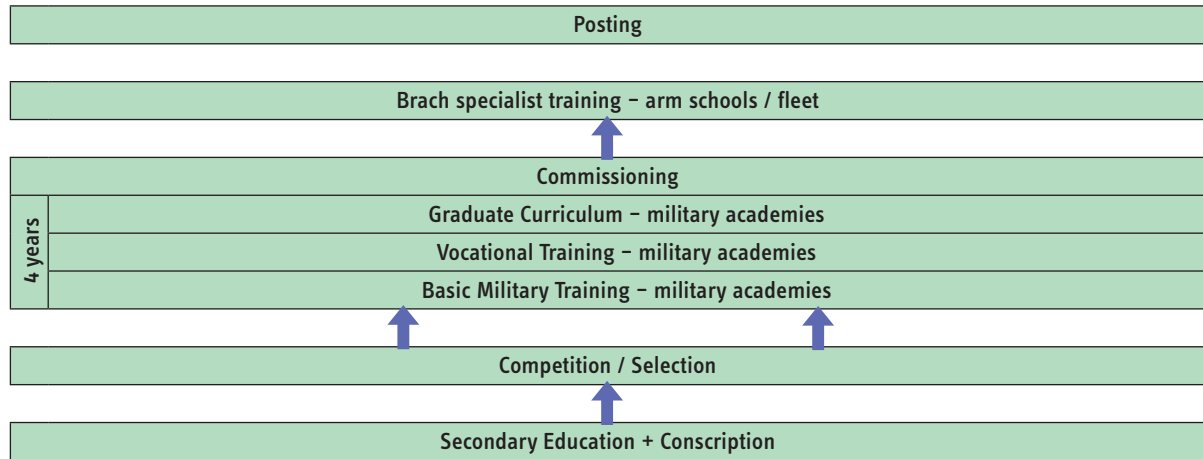 Posting
Brach specialist training – arm schools / fleet
Commissioning
4 years
Graduate Curriculum – military academies
Vocational Training – military academies
Basic Military Training – military academies
Competition / Selection
Secondary Education + Conscription